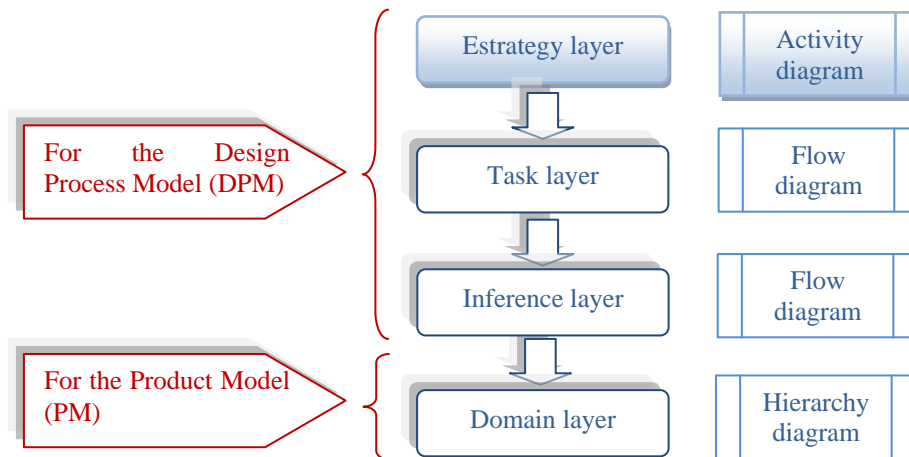 Estrategy layer
Activity
diagram
For the Design
Process Model (DPM)
Task layer
Flow
diagram
Inference layer
Flow
diagram
For the Product Model
(PM)
Domain layer
Hierarchy
diagram